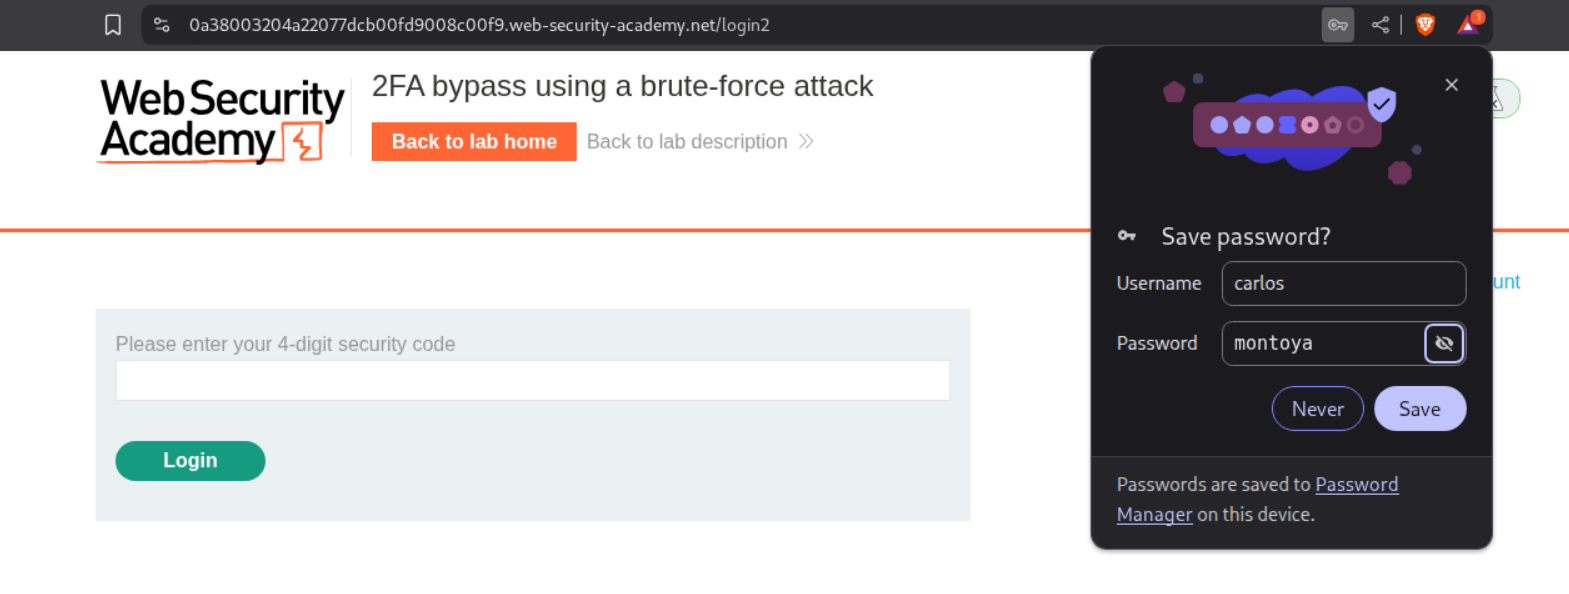 0a38003204a22077dcb00fd9008c00f9.web-security-academy.net/login2
1
Web Security
Academy
2FA bypass using a brute-force attack
Back to lab home
Back to lab description
Save password?
Username
carlos
unt
Password
montoya
Never
Save
Passwords are saved to Password
Manager on this device.
Please enter your 4-digit security code
Login